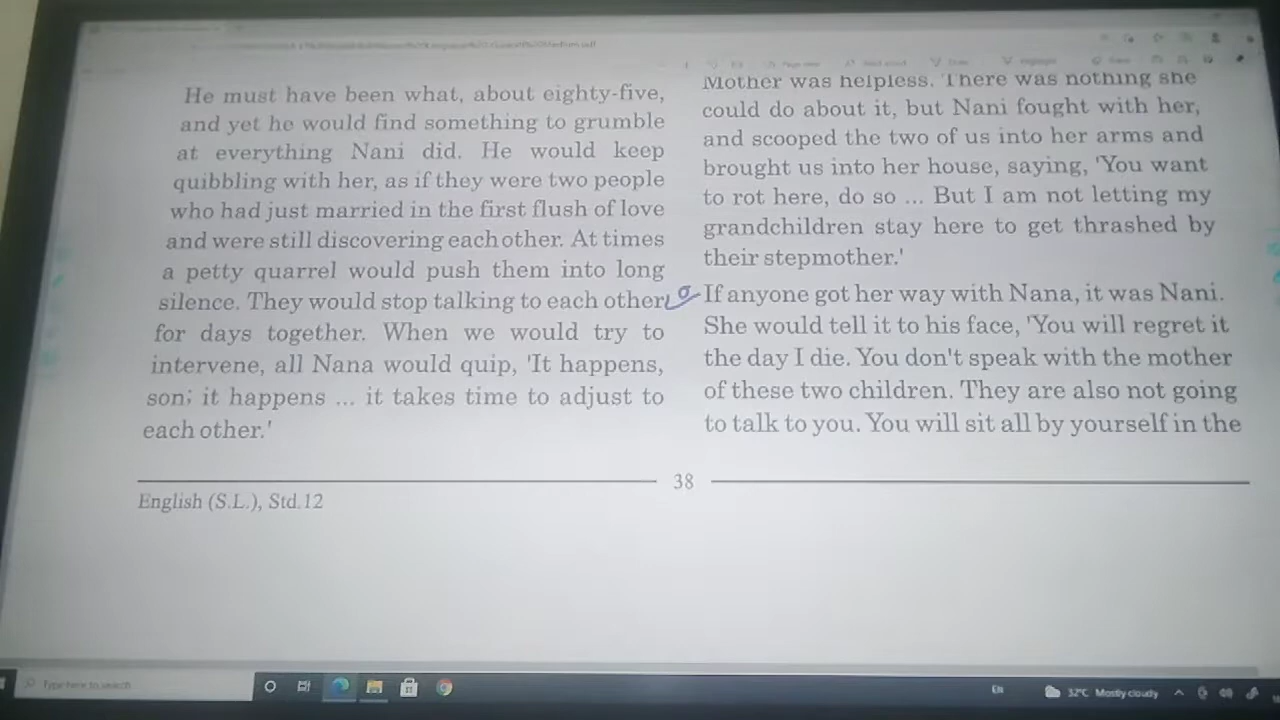 He must have been what, about eighty-five,
and yet he would find something to grumble
at everything Nani did. He would keep
quibbling with her, as if they were two people
who had just married in the first flush of love
and were still discovering each other. At times
a petty quarrel would push them into long
silence. They would stop talking to each other
for days together. When we would try to
intervene, all Nana would quip, 'It happens,
son; it happens ... it takes time to adjust to
each other.'
Mother was helpless. There was nothing she
could do about it, but Nani fought with her,
and scooped the two of us into her arms and
brought us into her house, saying, 'You want
to rot here, do so ... But I am not letting my
grandchildren stay here to get thrashed by
their stepmother.'
If anyone got her way with Nana, it was Nani.
She would tell it to his face, 'You will regret it
the day I die. You don't speak with the mother
of these two children. They are also not going
to talk to you. You will sit all by yourself in the
38
English (S.L.), Std.12
Type here to search
EN
32°C Mostly cloudy